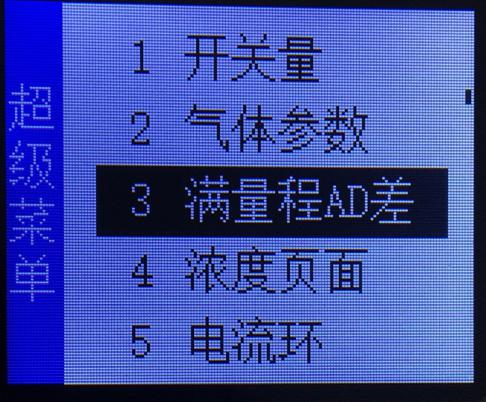 超级菜单
1 开关量
2 气体参数
3 满量程AD差
4 浓度页面
5 电流环